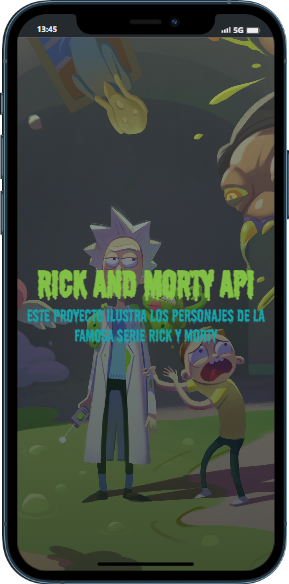 13:45
5G
RICK AND MORTY API
ESTE PROYECTO ILUSTRA LOS PERSONAJES DE LA
FAMOSA SERIE RICK Y MORTY